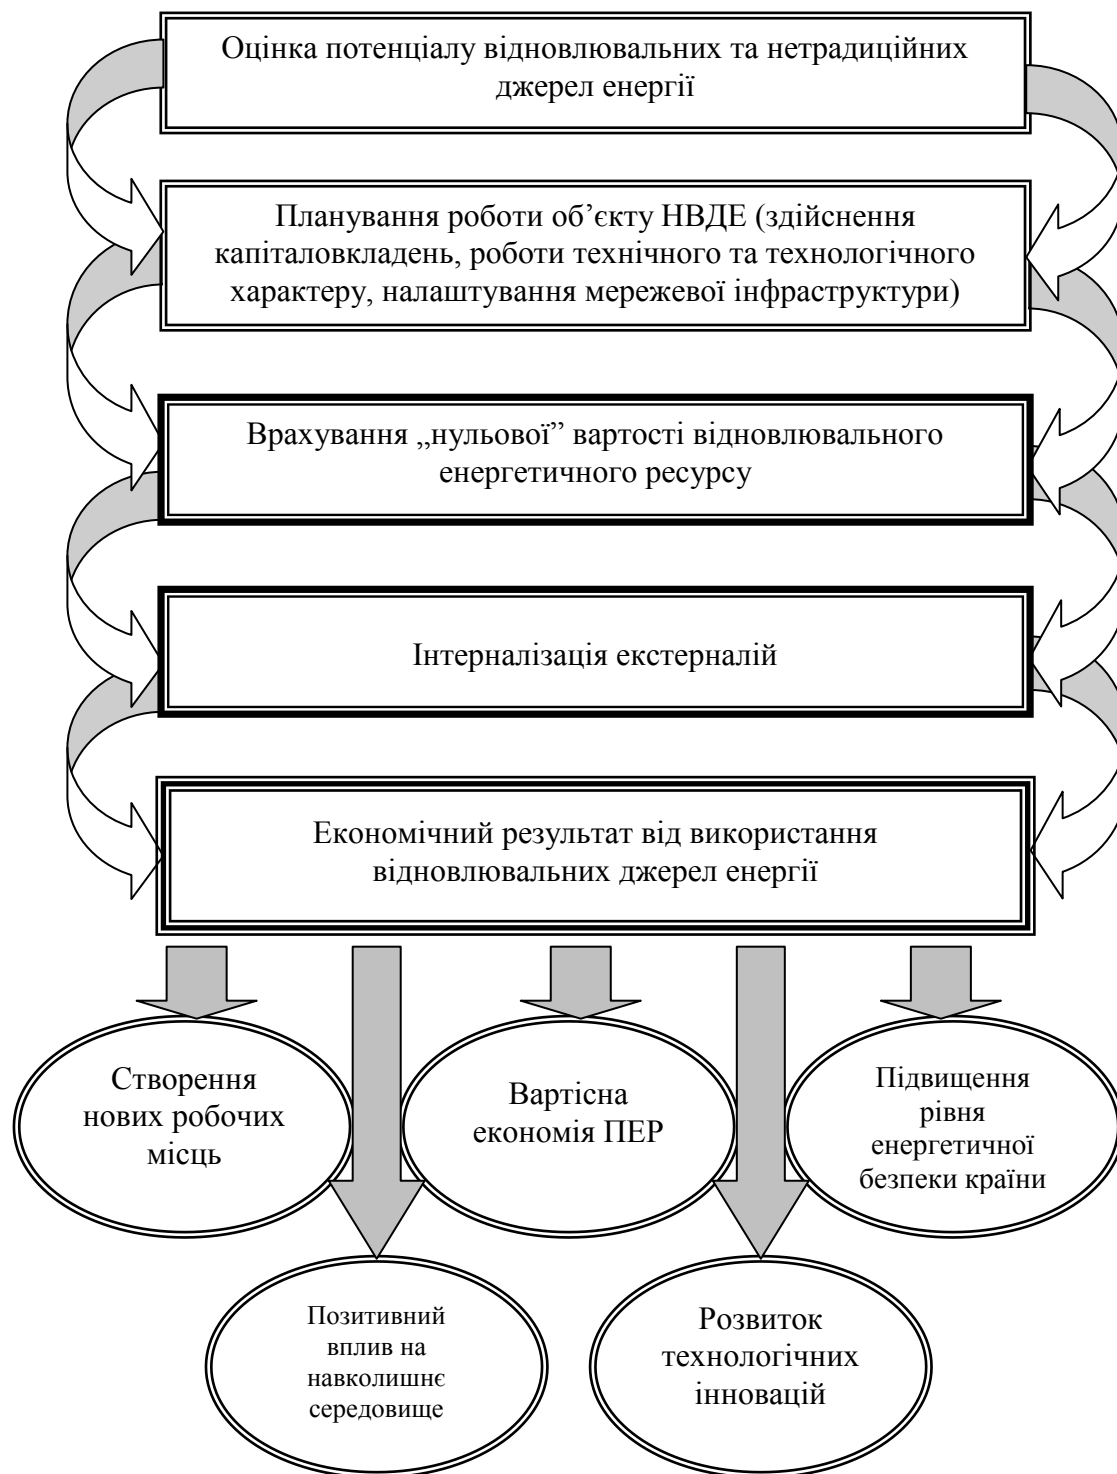 Оцінка потенціалу відновлювальних та нетрадиційних
джерел енергії
Планування роботи об’єкту НВДЕ (здійснення
капіталовкладень, роботи технічного та технологічного
характеру, налаштування мережевої інфраструктури)
Врахування „нульової” вартості відновлювального
енергетичного ресурсу
Інтерналізація екстерналій
Економічний результат від використання
відновлювальних джерел енергії
Створення
нових робочих
місць
Вартісна
економія ПЕР
Підвищення
рівня
енергетичної
безпеки країни
Позитивний
вплив на
навколишнє
середовище
Розвиток
технологічних
інновацій